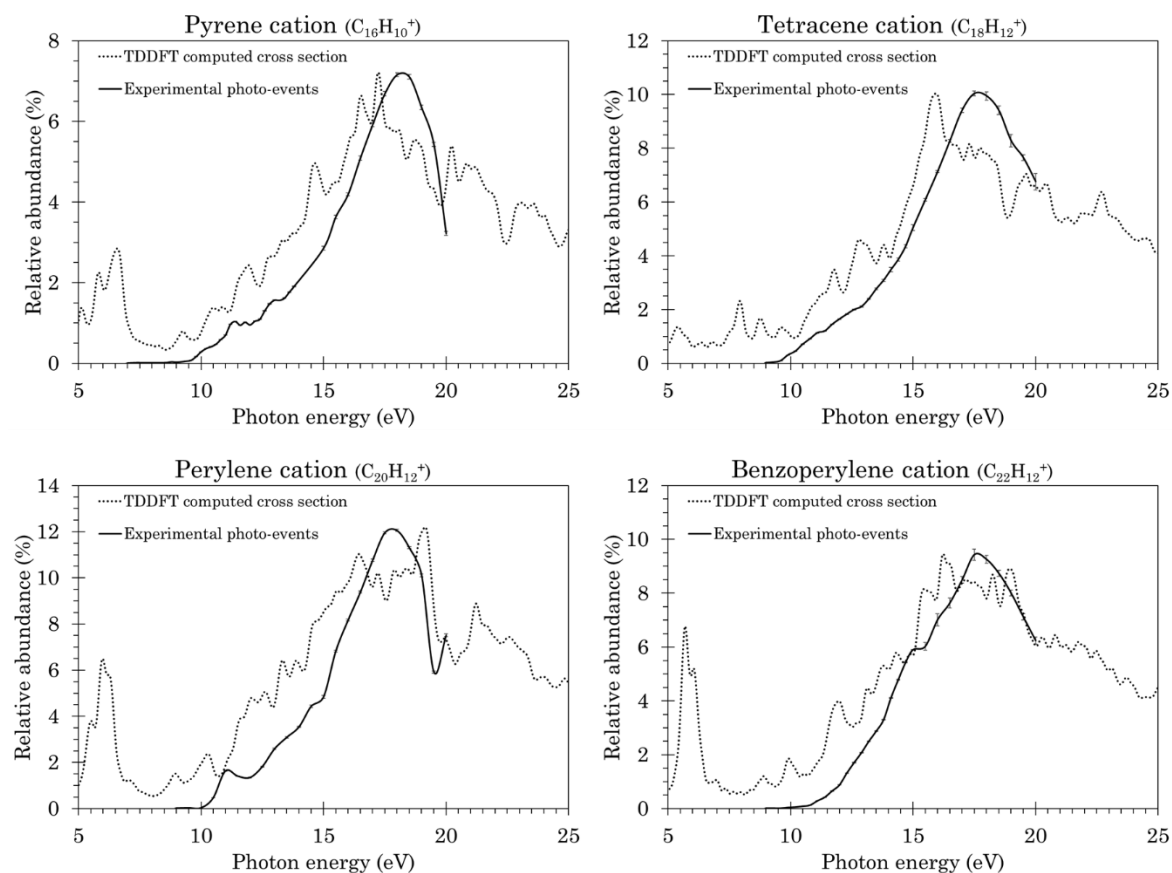 Pyrene cation (C₁₆H₁₀⁺)
TDDFT computed cross section
Experimental photo-events
Relative abundance (%)
8
6
4
2
0
5 10 15 20 25
Photon energy (eV)
Tetracene cation (C₁₈H₁₂⁺)
TDDFT computed cross section
Experimental photo-events
Relative abundance (%)
12
10
8
6
4
2
0
5 10 15 20 25
Photon energy (eV)
Perylene cation (C₂₀H₁₂⁺)
TDDFT computed cross section
Experimental photo-events
Relative abundance (%)
14
12
10
8
6
4
2
0
5 10 15 20 25
Photon energy (eV)
Benzoperylene cation (C₂₂H₁₂⁺)
TDDFT computed cross section
Experimental photo-events
Relative abundance (%)
12
10
8
6
4
2
0
5 10 15 20 25
Photon energy (eV)